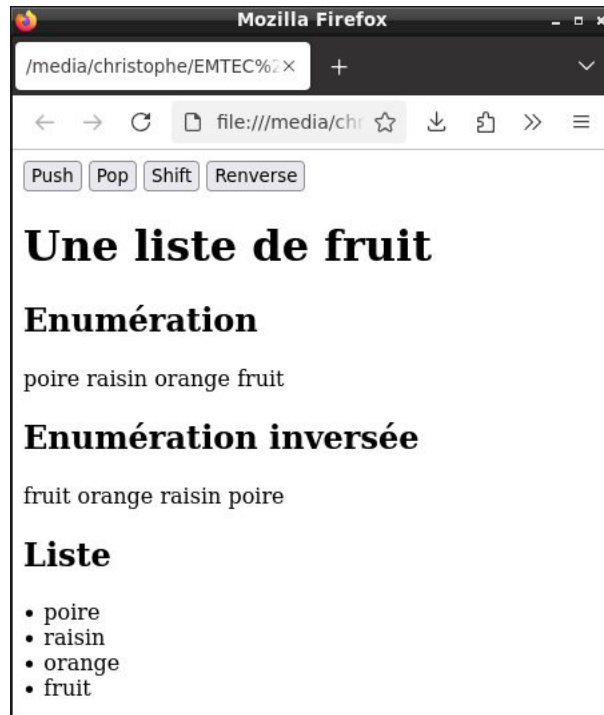 Mozilla Firefox
/media/christophe/EMTEC%2
file:///media/chr
Push Pop Shift Renverse
Une liste de fruit
Enumération
poire raisin orange fruit
Enumération inversée
fruit orange raisin poire
Liste
• poire
• raisin
• orange
• fruit